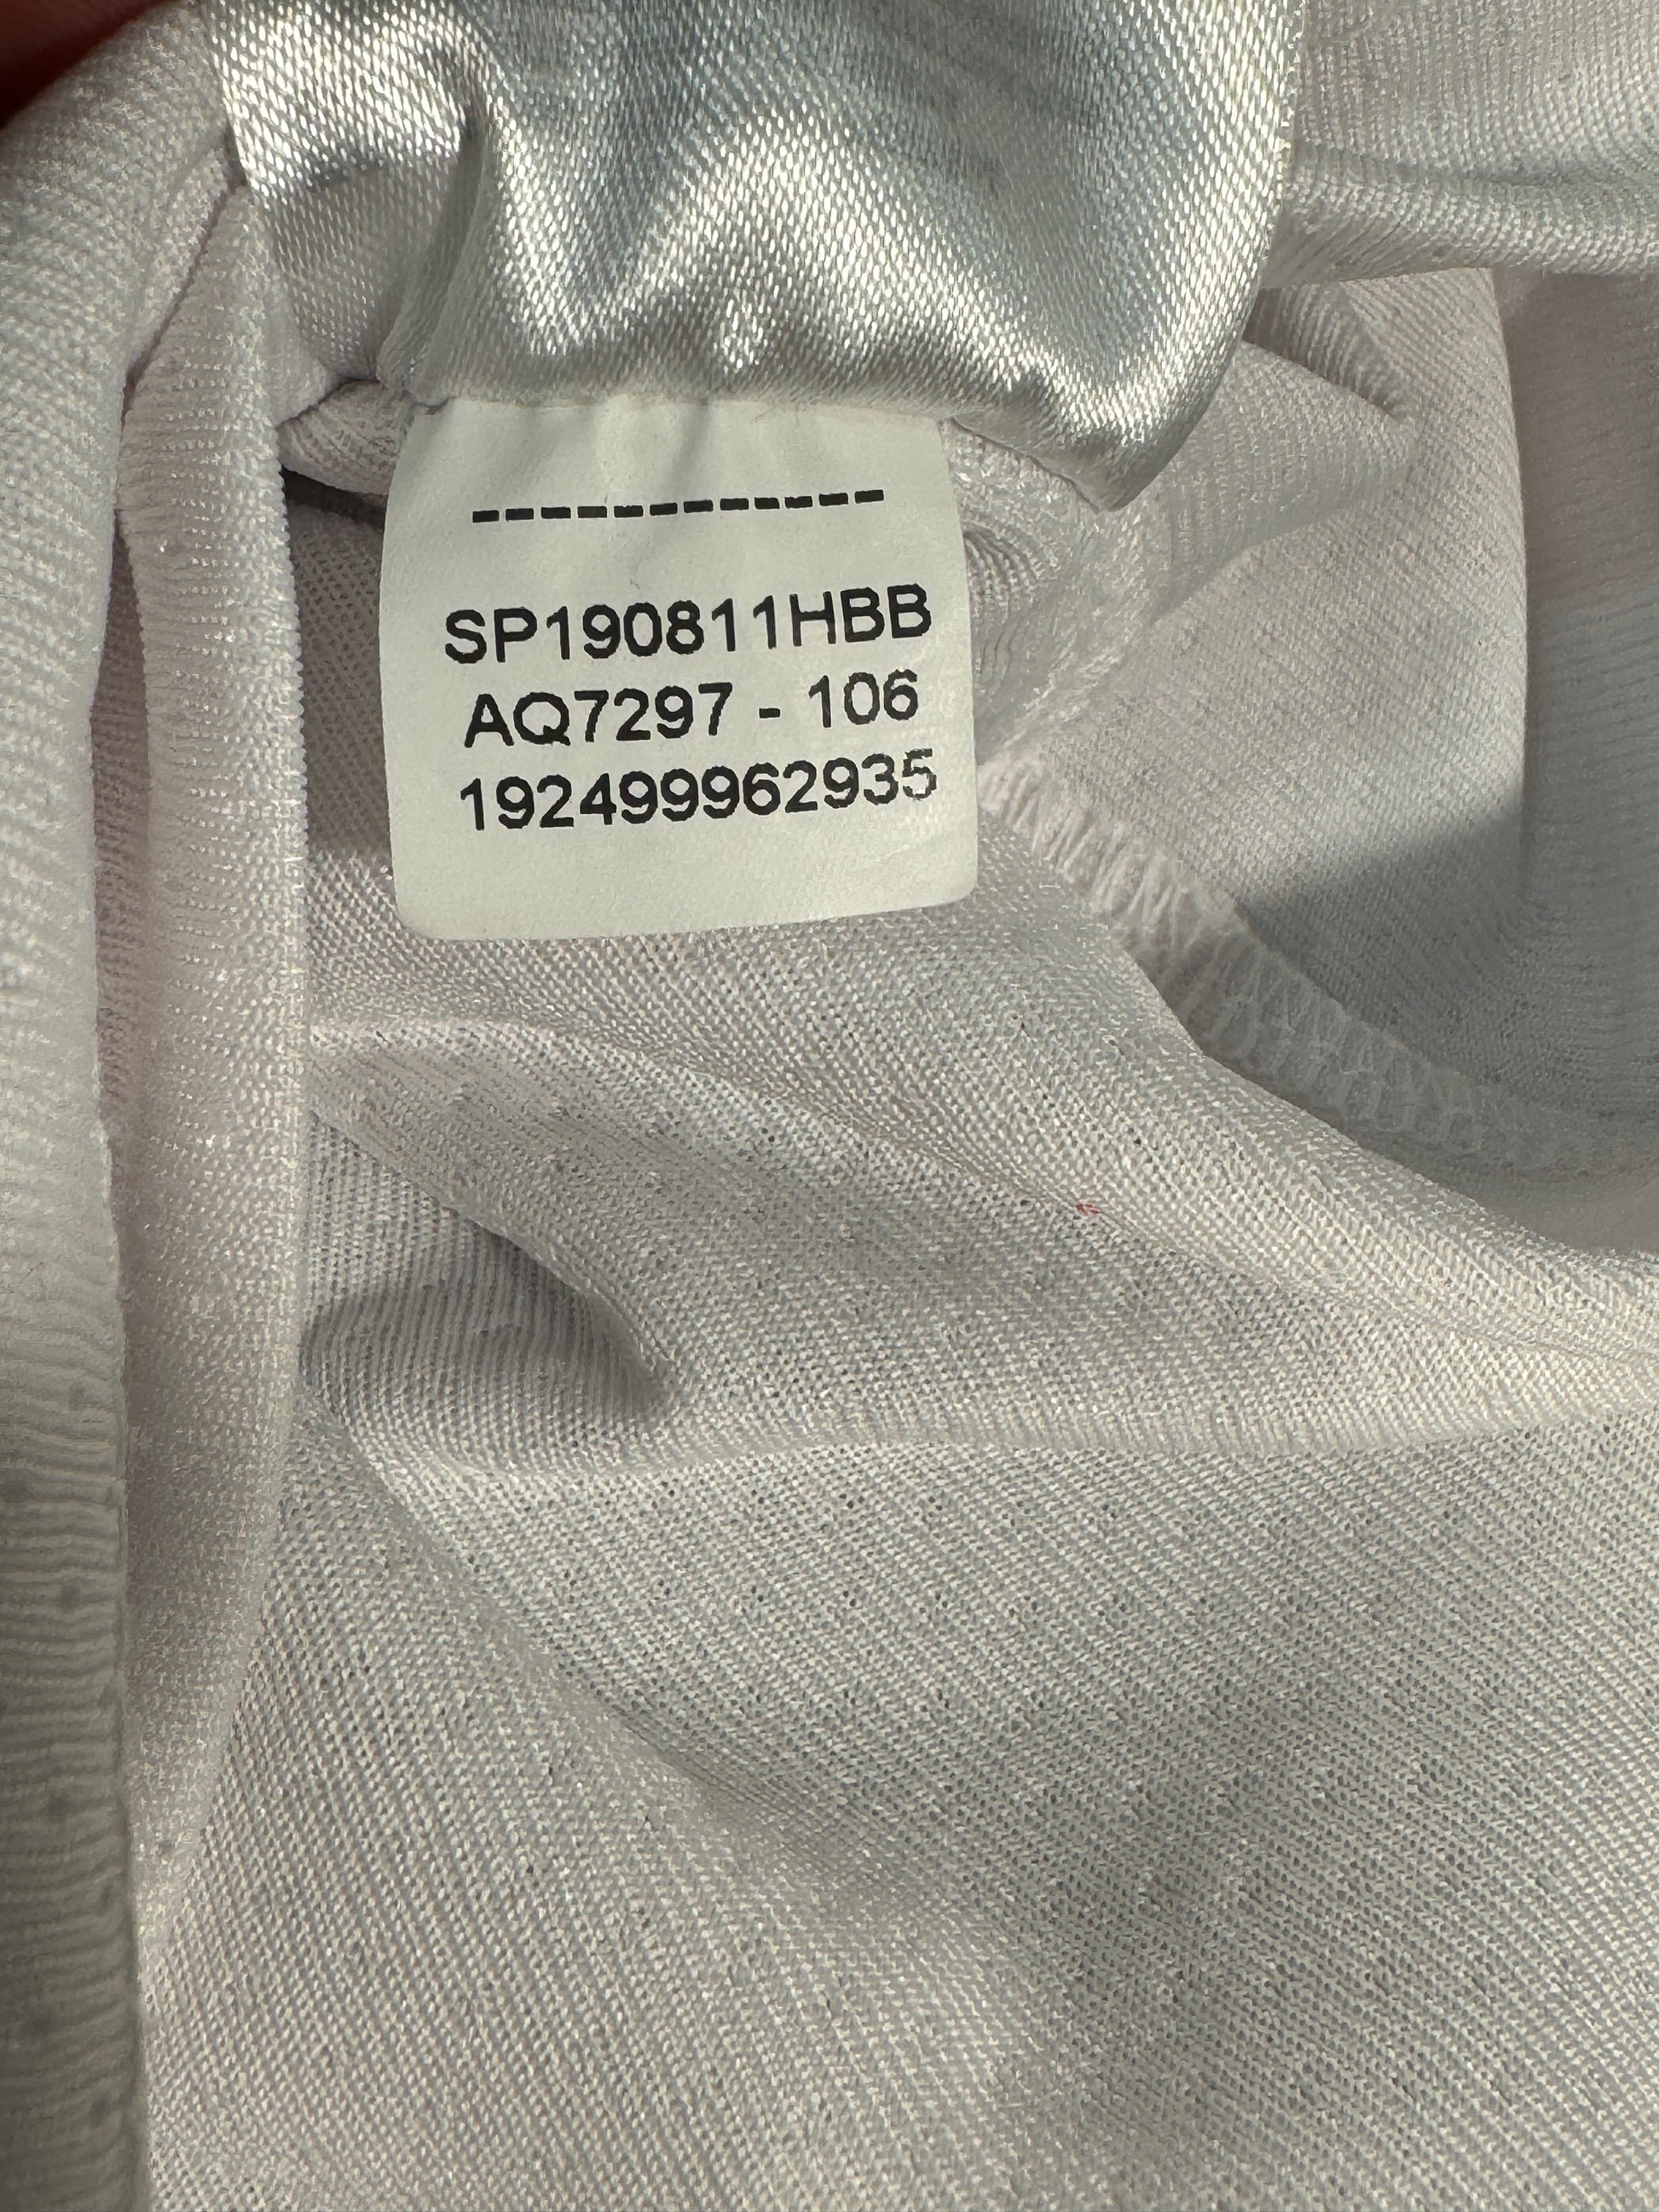 -------------
SP190811HBB
AQ7297 - 106
192499962935